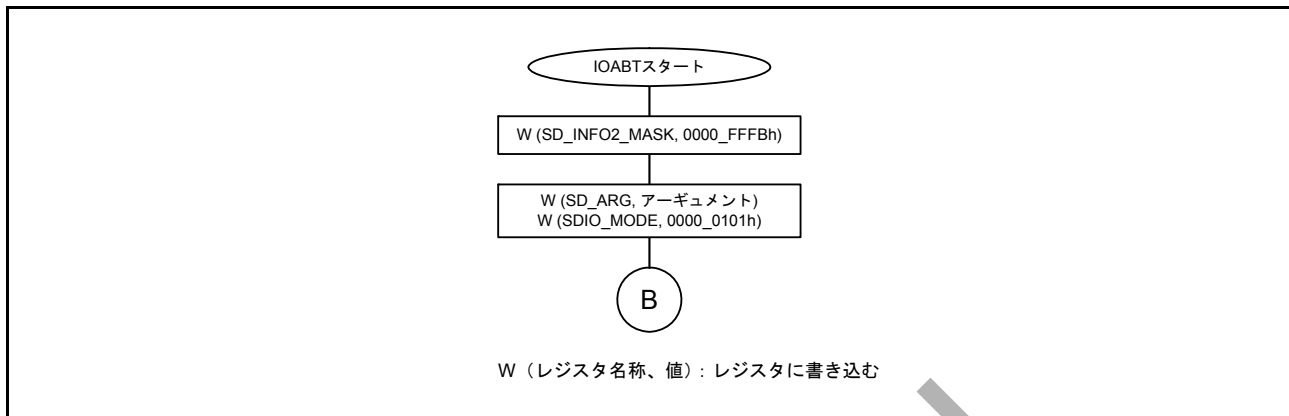 IOABTスタート
W (SD_INFO2_MASK, 0000_FFFBh)
W (SD_ARG, アーギュメント)
W (SDIO_MODE, 0000_0101h)
B
W（レジスタ名称、値）: レジスタに書き込む